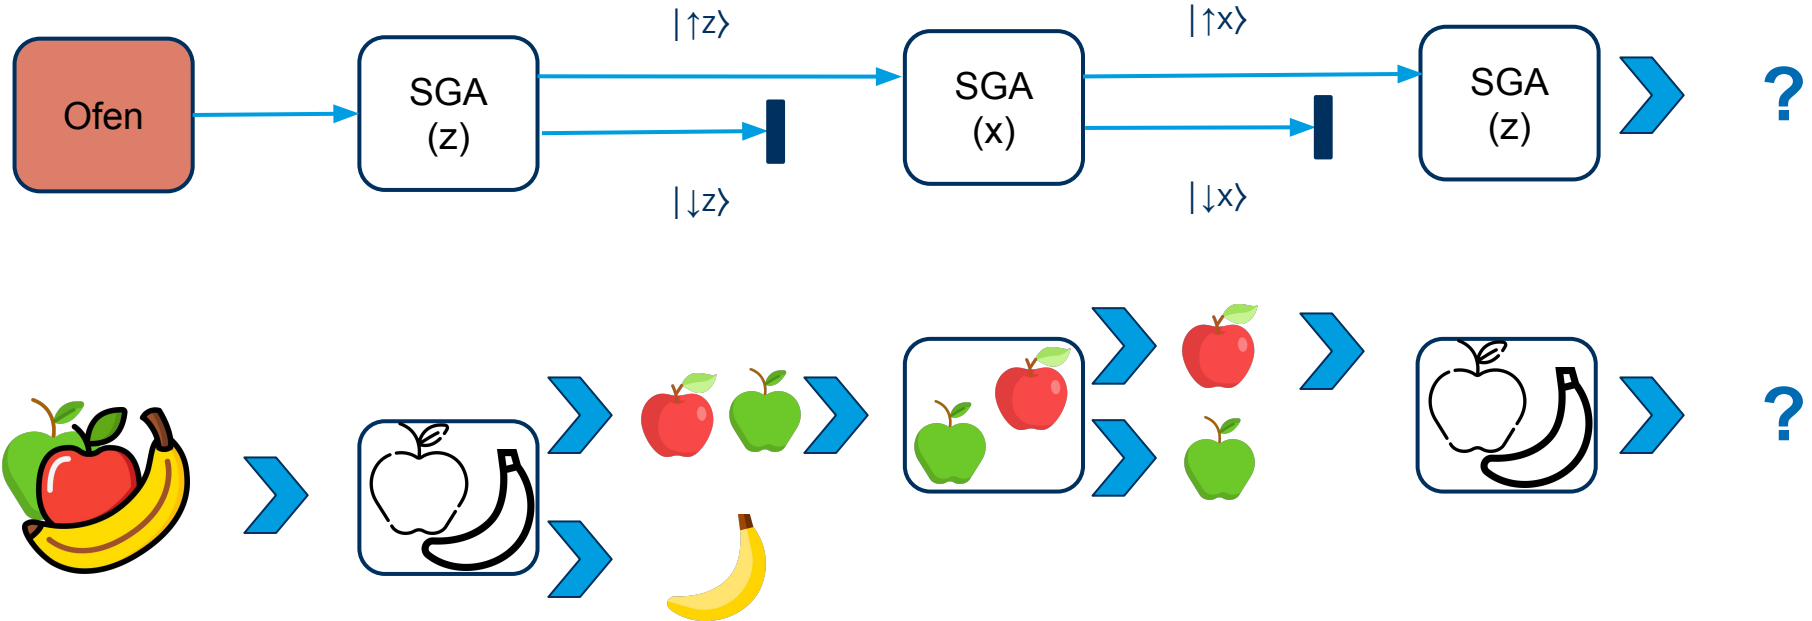 |↑z⟩
|↑x⟩
Ofen
SGA
(z)
SGA
(x)
SGA
(z)
?
|↓z⟩
|↓x⟩
?